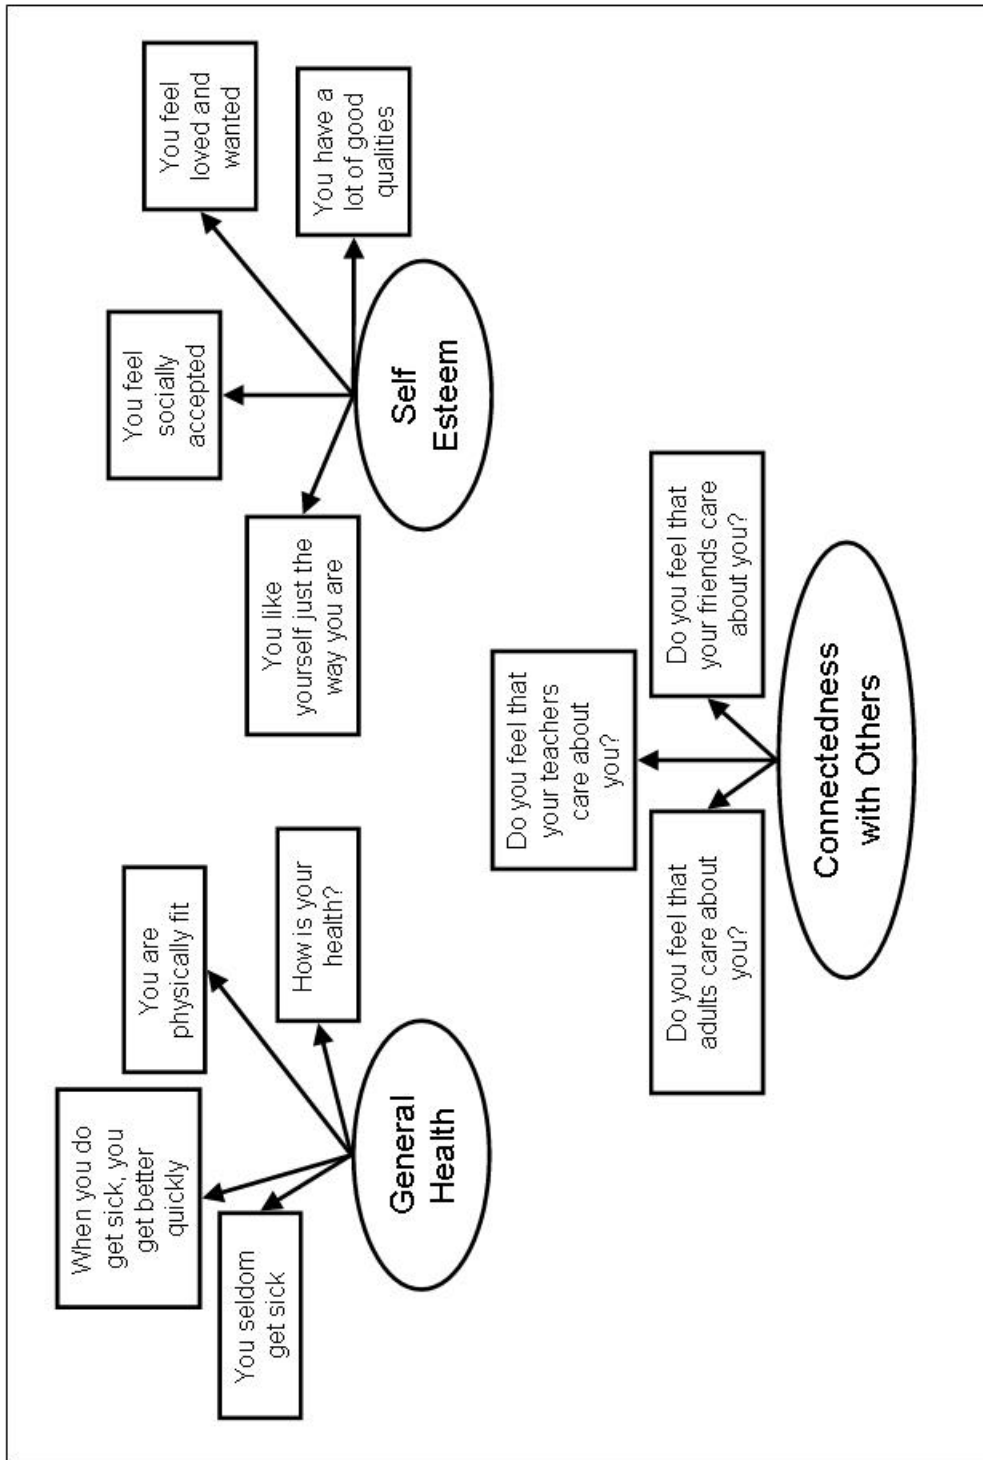 You seldom
get sick
When you do
get sick, you
get better
quickly
You are
physically fit
How is your
health?
General
Health
You like
yourself just the
way you are
You feel
socially
accepted
You feel
loved and
wanted
You have a
lot of good
qualities
Self
Esteem
Do you feel that
adults care about
you?
Do you feel that
your teachers
care about
you?
Do you feel that
your friends care
about you?
Connectedness
with Others